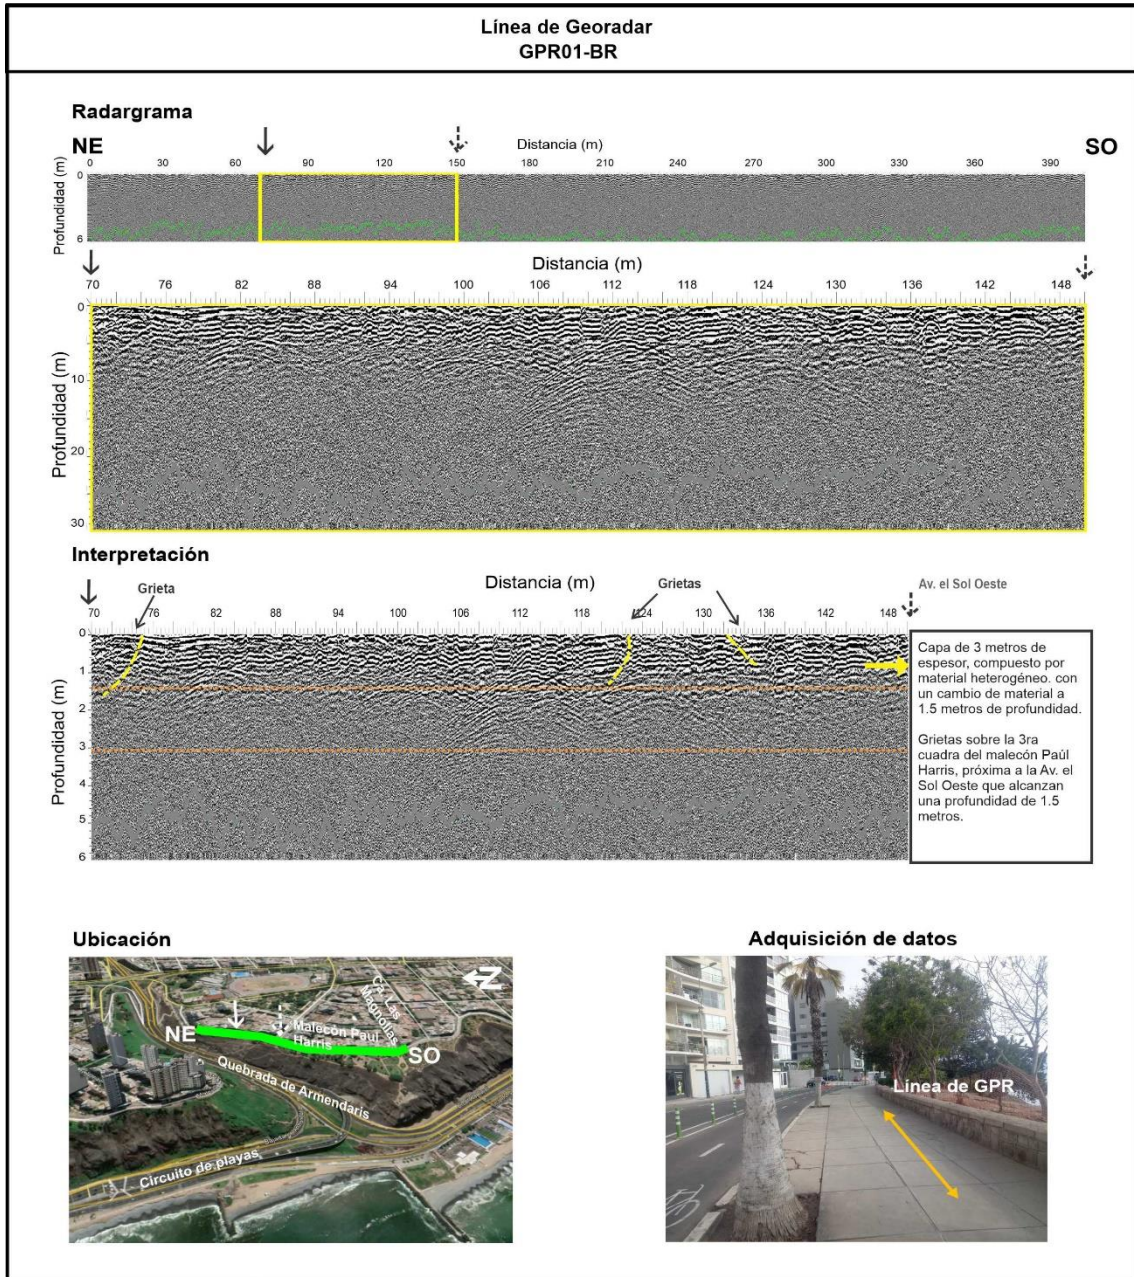 Línea de Georadar
GPR01-BR
Radargrama
NE
SO
Distancia (m)
0 30 60 90 120 150 180 210 240 270 300 330 360 390
Profundidad (m)
0
6
Distancia (m)
70 76 82 88 94 100 106 112 118 124 130 136 142 148
Profundidad (m)
0
10
20
30
Interpretación
Grieta
Distancia (m)
Grietas
Av. el Sol Oeste
70 76 82 88 94 100 106 112 118 124 130 136 142 148
Profundidad (m)
0
1
2
3
4
5
6
Capa de 3 metros de
espesor, compuesto por
material heterogéneo. con
un cambio de material a
1.5 metros de profundidad.
Grietas sobre la 3ra
cuadra del malecón Paúl
Harris, próxima a la Av. el
Sol Oeste que alcanzan
una profundidad de 1.5
metros.
Ubicación
Z
Ca. Las
Magnolias
NE
Malecón Paul
Harris
SO
Quebrada de Armendaris
Circuito de playas
Adquisición de datos
Línea de GPR